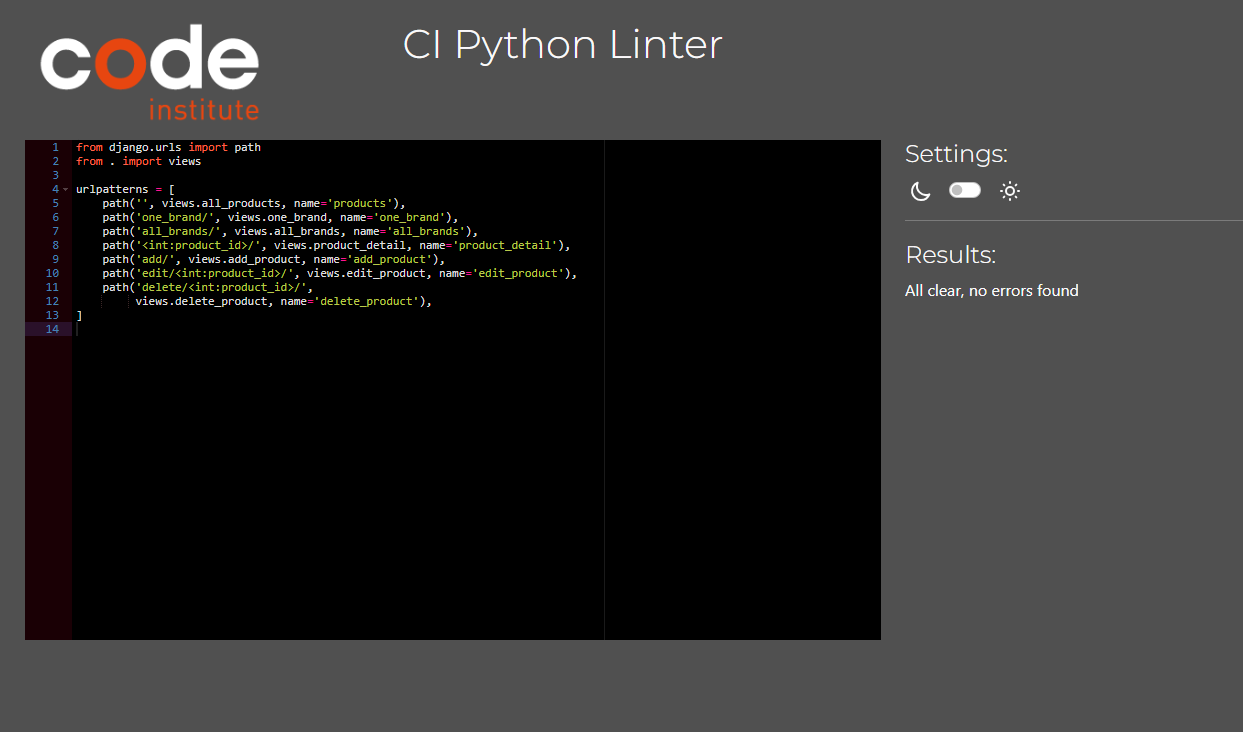 code
institute
CI Python Linter
1 from django.urls import path
2 from . import views
3
4 urlpatterns = [
5     path('', views.all_products, name='products'),
6     path('one_brand/', views.one_brand, name='one_brand'),
7     path('all_brands/', views.all_brands, name='all_brands'),
8     path('<int:product_id>/', views.product_detail, name='product_detail'),
9     path('add/', views.add_product, name='add_product'),
10     path('edit/<int:product_id>/', views.edit_product, name='edit_product'),
11     path('delete/<int:product_id>/',
12          views.delete_product, name='delete_product'),
13 ]
14
Settings:
Results:
All clear, no errors found